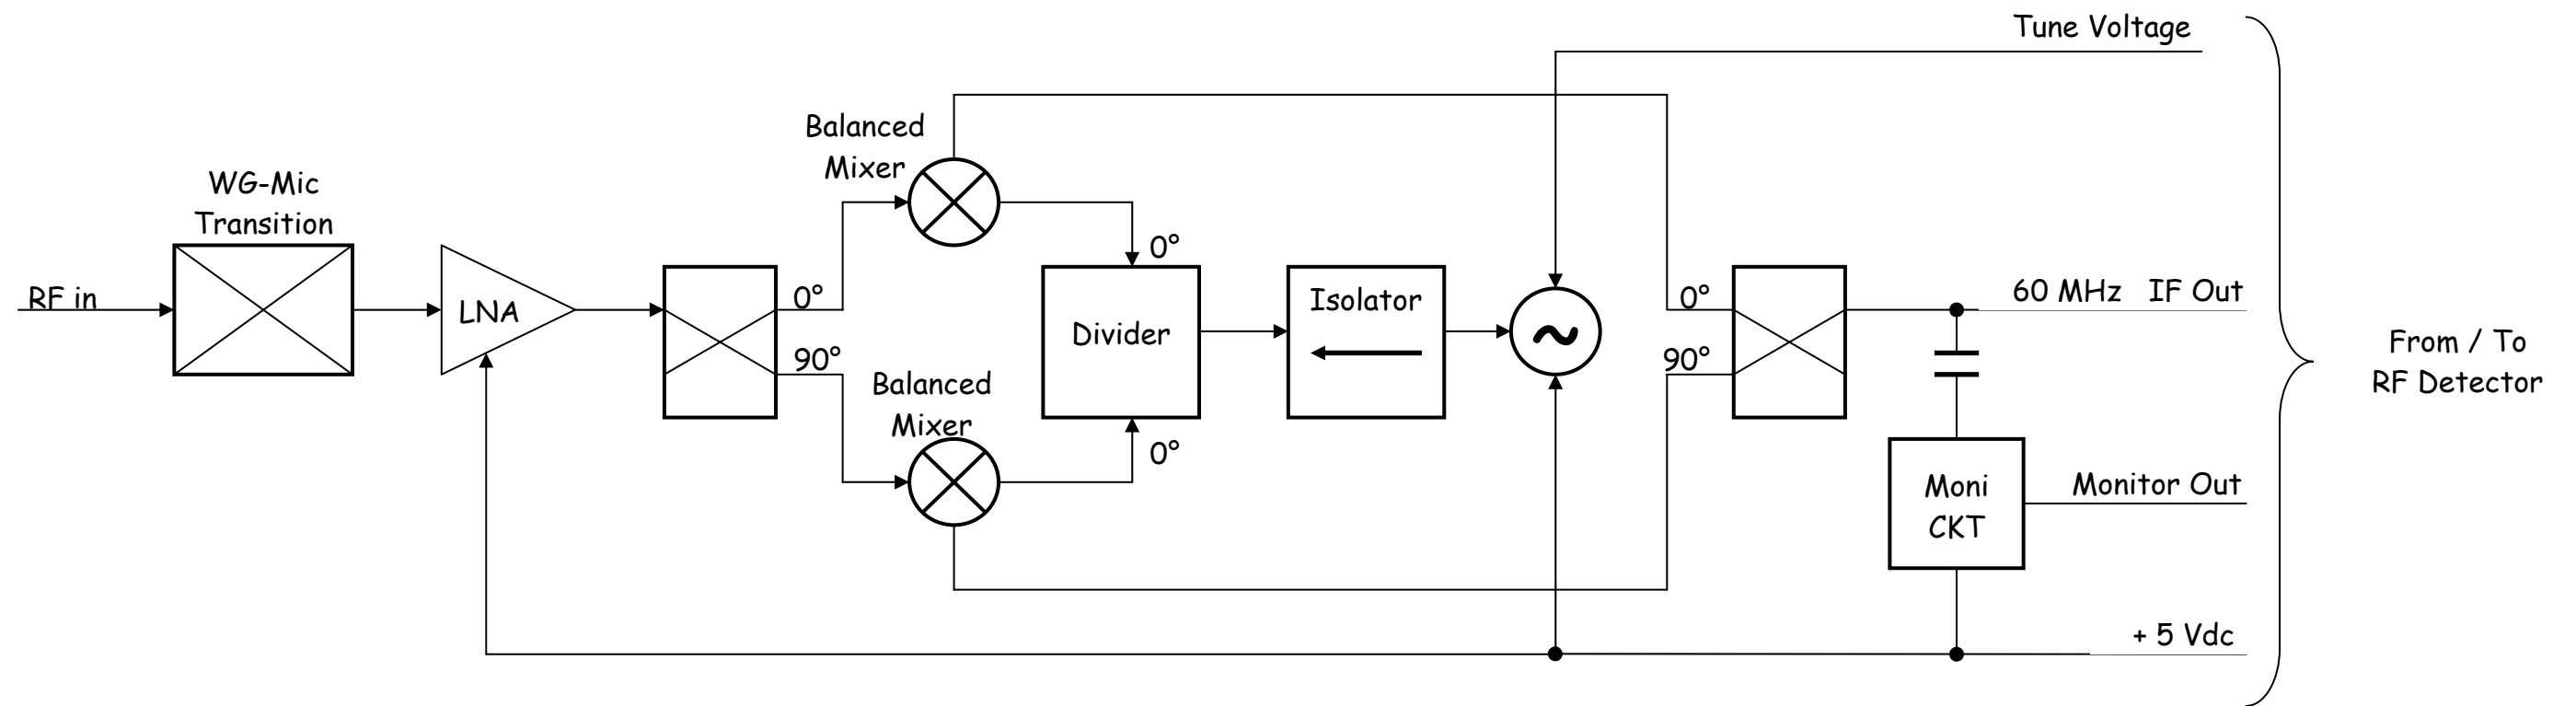 Tune Voltage
Balanced
Mixer
WG-Mic
Transition
RF in
LNA
0°
90°
Balanced
Mixer
0°
Divider
0°
Isolator
0°
90°
60 MHz IF Out
Moni
CKT
Monitor Out
+ 5 Vdc
From / To
RF Detector